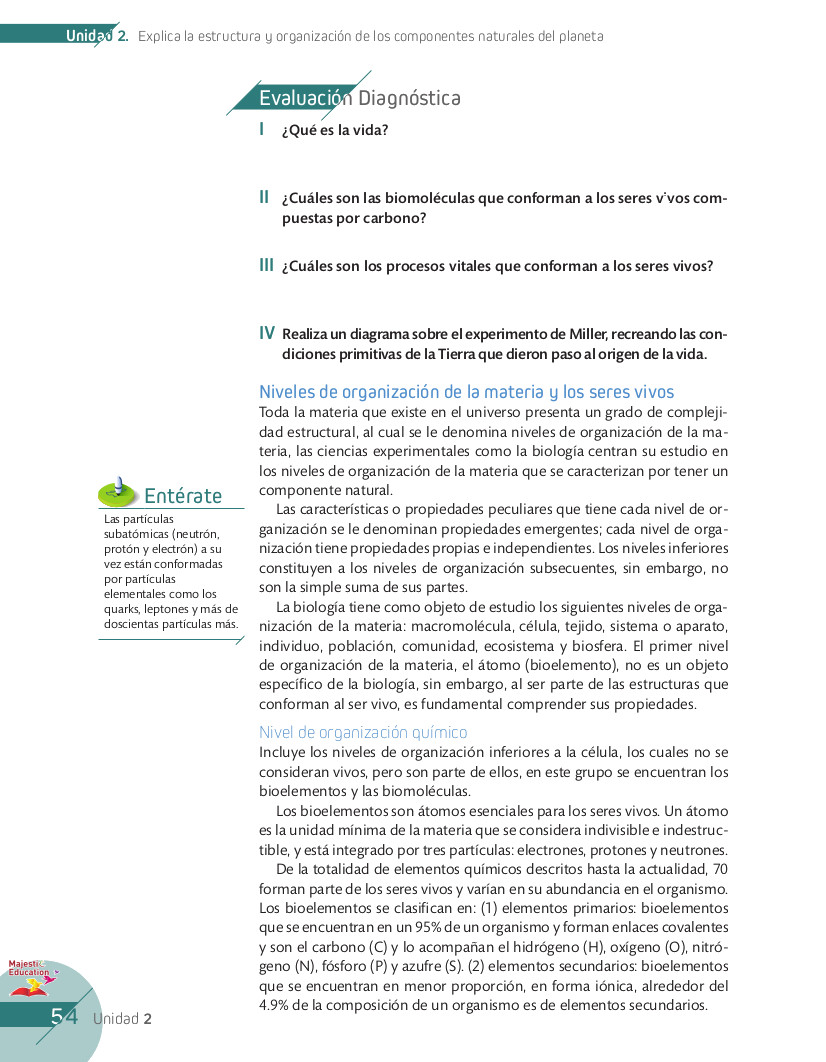 Unidad 2. Explica la estructura y organización de los componentes naturales del planeta
Evaluación Diagnóstica
I ¿Qué es la vida?
II ¿Cuáles son las biomoléculas que conforman a los seres vivos com-
puestas por carbono?
III ¿Cuáles son los procesos vitales que conforman a los seres vivos?
IV Realiza un diagrama sobre el experimento de Miller, recreando las con-
diciones primitivas de la Tierra que dieron paso al origen de la vida.
Niveles de organización de la materia y los seres vivos
Toda la materia que existe en el universo presenta un grado de compleji-
dad estructural, al cual se le denomina niveles de organización de la ma-
teria, las ciencias experimentales como la biología centran su estudio en
los niveles de organización de la materia que se caracterizan por tener un
componente natural.
Las características o propiedades peculiares que tiene cada nivel de or-
ganización se le denominan propiedades emergentes; cada nivel de orga-
nización tiene propiedades propias e independientes. Los niveles inferiores
constituyen a los niveles de organización subsecuentes, sin embargo, no
son la simple suma de sus partes.
La biología tiene como objeto de estudio los siguientes niveles de orga-
nización de la materia: macromolécula, célula, tejido, sistema o aparato,
individuo, población, comunidad, ecosistema y biosfera. El primer nivel
de organización de la materia, el átomo (bioelemento), no es un objeto
específico de la biología, sin embargo, al ser parte de las estructuras que
conforman al ser vivo, es fundamental comprender sus propiedades.
Entérate
Las partículas
subatómicas (neutrón,
protón y electrón) a su
vez están conformadas
por partículas
elementales como los
quarks, leptones y más de
doscientas partículas más.
Nivel de organización químico
Incluye los niveles de organización inferiores a la célula, los cuales no se
consideran vivos, pero son parte de ellos, en este grupo se encuentran los
bioelementos y las biomoléculas.
Los bioelementos son átomos esenciales para los seres vivos. Un átomo
es la unidad mínima de la materia que se considera indivisible e indestruc-
tible, y está integrado por tres partículas: electrones, protones y neutrones.
De la totalidad de elementos químicos descritos hasta la actualidad, 70
forman parte de los seres vivos y varían en su abundancia en el organismo.
Los bioelementos se clasifican en: (1) elementos primarios: bioelementos
que se encuentran en un 95% de un organismo y forman enlaces covalentes
y son el carbono (C) y lo acompañan el hidrógeno (H), oxígeno (O), nitró-
geno (N), fósforo (P) y azufre (S). (2) elementos secundarios: bioelementos
que se encuentran en menor proporción, en forma iónica, alrededor del
4.9% de la composición de un organismo es de elementos secundarios.
Majestic
Education
54 Unidad 2